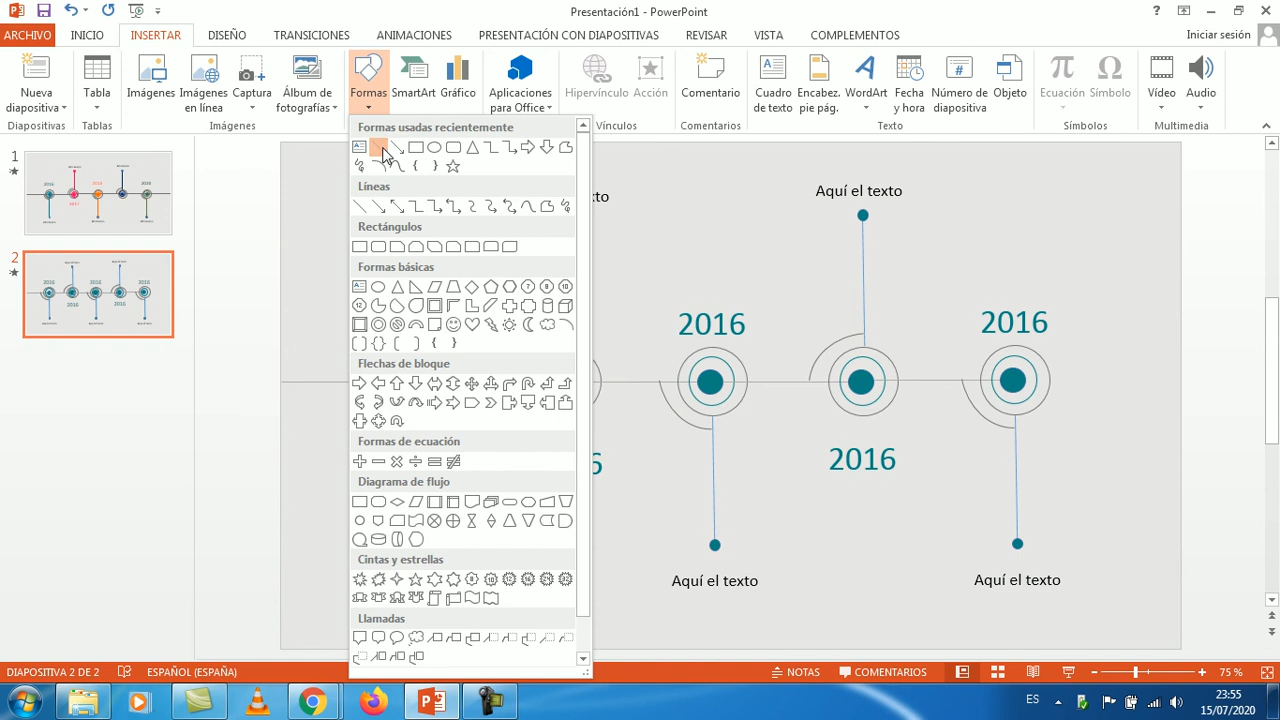 Presentación1 - PowerPoint
ARCHIVO INICIO INSERTAR DISEÑO TRANSICIONES ANIMACIONES PRESENTACIÓN CON DIAPOSITIVAS REVISAR VISTA COMPLEMENTOS Iniciar sesión
Nueva diapositiva
Tabla
Imágenes
Imágenes en línea
Captura
Álbum de fotografías
Formas
SmartArt
Gráfico
Aplicaciones para Office
Hipervínculo
Acción
Comentario
Cuadro de texto
Encabez. pie pág.
WordArt
Fecha y hora
Número de diapositiva
Objeto
Ecuación
Símbolo
Vídeo
Audio
Diapositivas Tablas Imágenes Vínculos Comentarios Texto Símbolos Multimedia
Formas usadas recientemente
Líneas
Rectángulos
Formas básicas
Flechas de bloque
Formas de ecuación
Diagrama de flujo
Cintas y estrellas
Llamadas
1
2
to
Aquí el texto
2016
2016
6
2016
Aquí el texto
Aquí el texto
DIAPOSITIVA 2 DE 2 ESPAÑOL (ESPAÑA) NOTAS COMENTARIOS 75 %
ES
23:55
15/07/2020